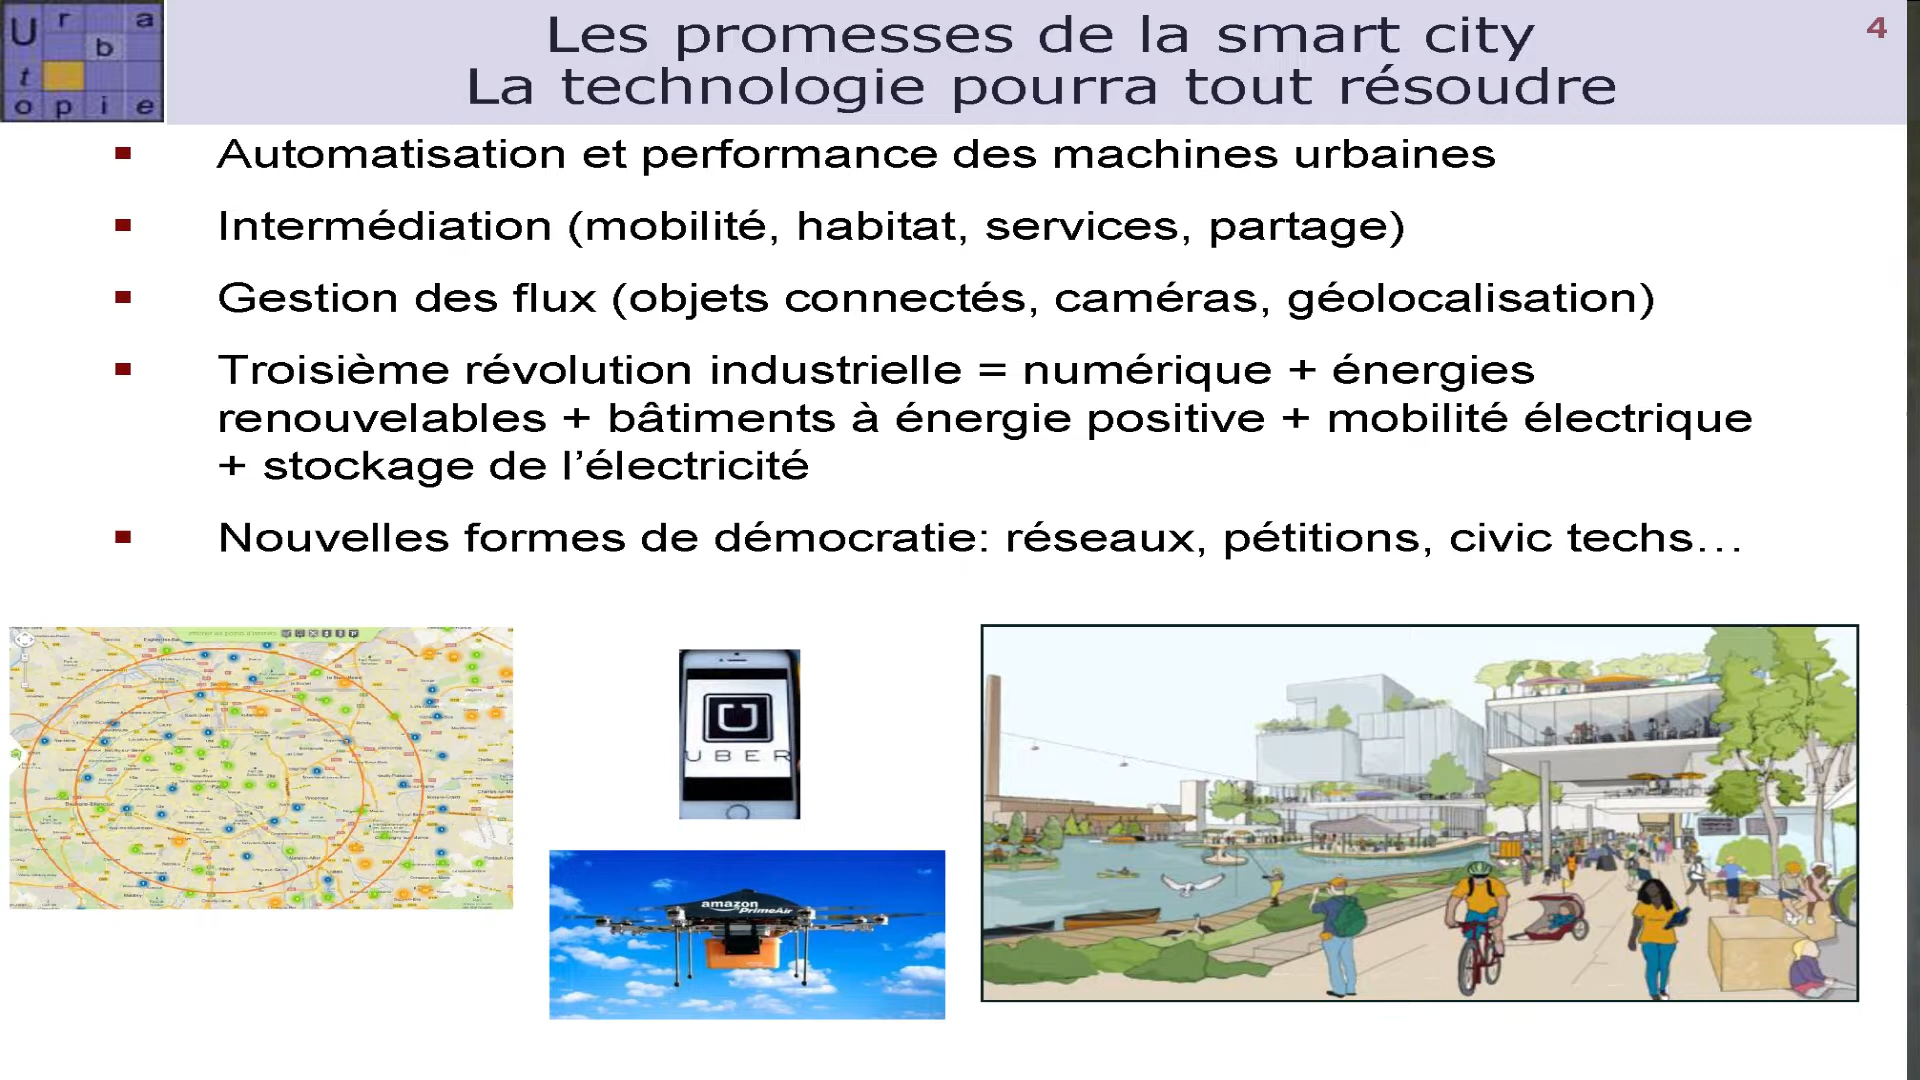 U r a
b
t
o p i e
Les promesses de la smart city
La technologie pourra tout résoudre
4
Automatisation et performance des machines urbaines
Intermédiation (mobilité, habitat, services, partage)
Gestion des flux (objets connectés, caméras, géolocalisation)
Troisième révolution industrielle = numérique + énergies
renouvelables + bâtiments à énergie positive + mobilité électrique
+ stockage de l’électricité
Nouvelles formes de démocratie: réseaux, pétitions, civic techs…
UBER
amazon
PrimeAir